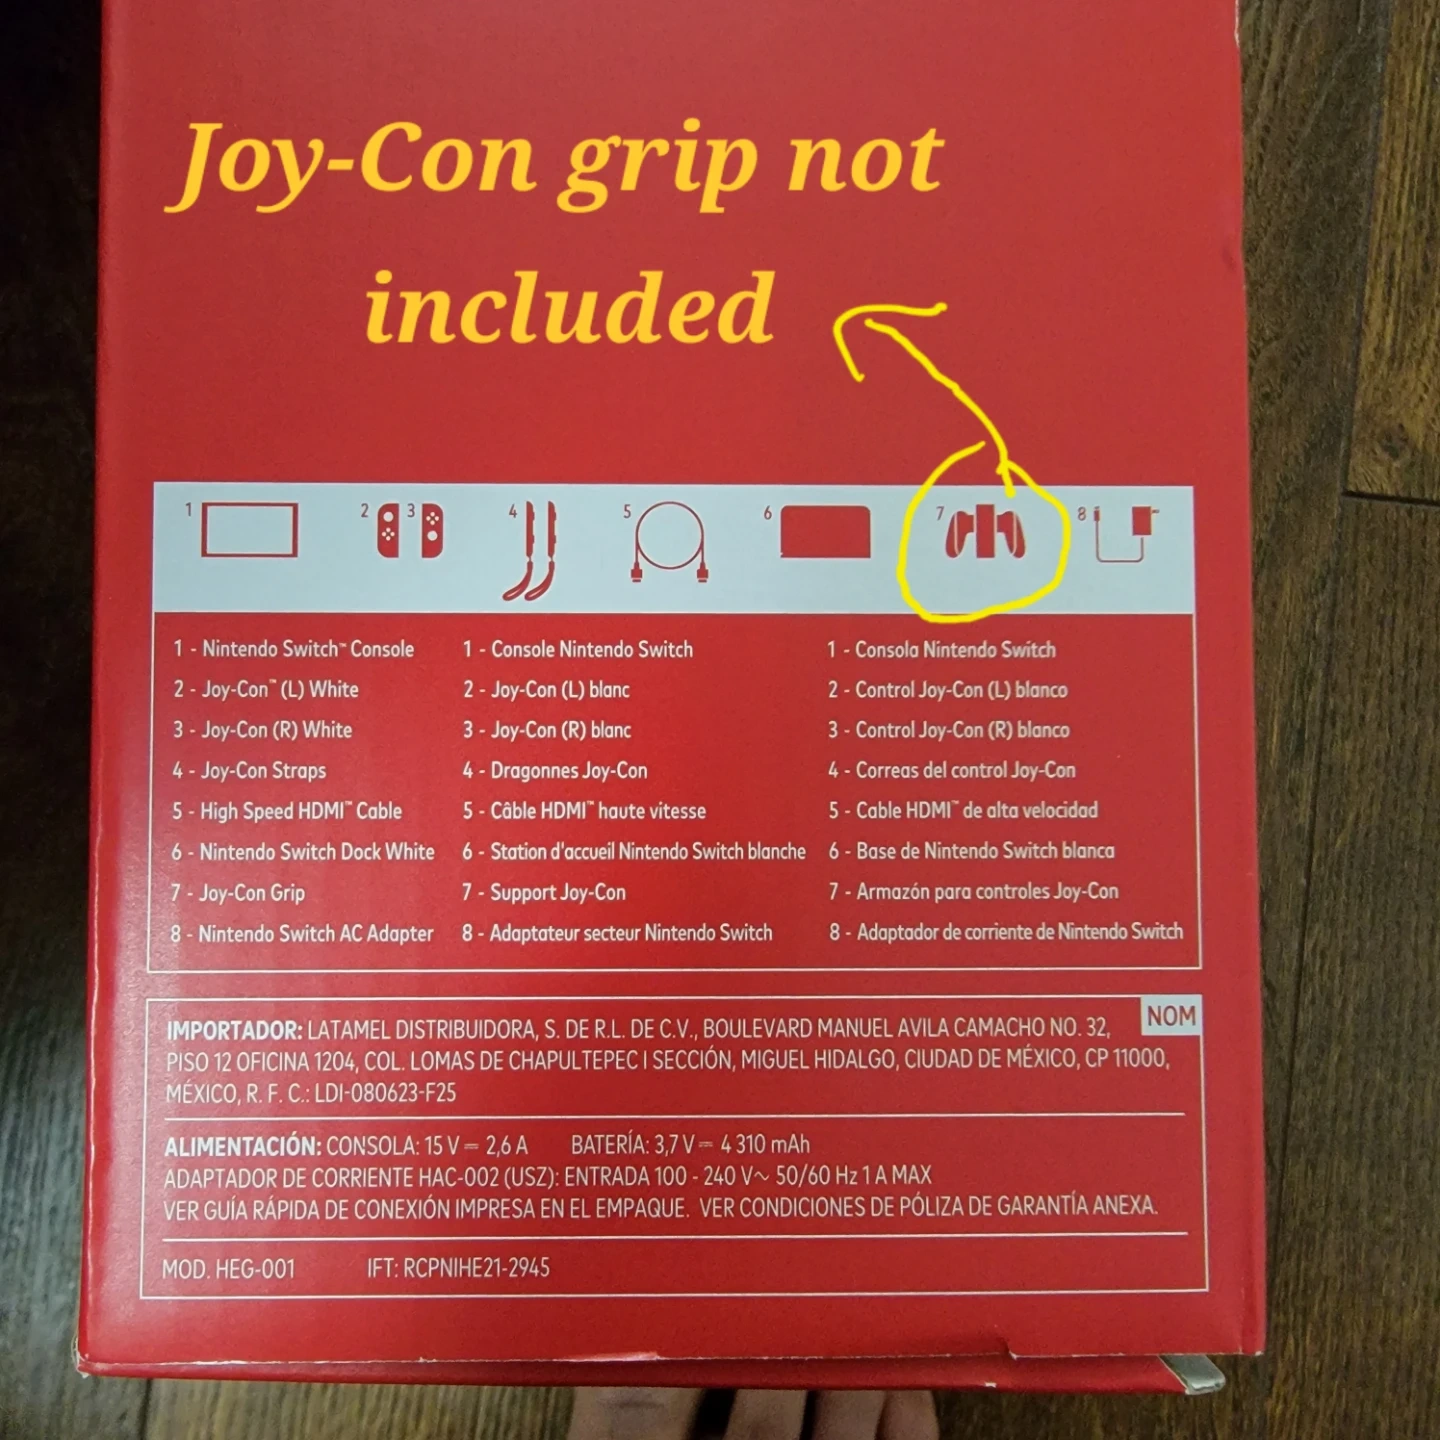 Joy-Con grip not
included
1 2 3 4 5 6 7 8
1 - Nintendo Switch™ Console
2 - Joy-Con™ (L) White
3 - Joy-Con (R) White
4 - Joy-Con Straps
5 - High Speed HDMI™ Cable
6 - Nintendo Switch Dock White
7 - Joy-Con Grip
8 - Nintendo Switch AC Adapter
1 - Console Nintendo Switch
2 - Joy-Con (L) blanc
3 - Joy-Con (R) blanc
4 - Dragonnes Joy-Con
5 - Câble HDMI™ haute vitesse
6 - Station d'accueil Nintendo Switch blanche
7 - Support Joy-Con
8 - Adaptateur secteur Nintendo Switch
1 - Consola Nintendo Switch
2 - Control Joy-Con (L) blanco
3 - Control Joy-Con (R) blanco
4 - Correas del control Joy-Con
5 - Cable HDMI™ de alta velocidad
6 - Base de Nintendo Switch blanca
7 - Armazón para controles Joy-Con
8 - Adaptador de corriente de Nintendo Switch
NOM
IMPORTADOR: LATAMEL DISTRIBUIDORA, S. DE R.L. DE C.V., BOULEVARD MANUEL AVILA CAMACHO NO. 32,
PISO 12 OFICINA 1204, COL. LOMAS DE CHAPULTEPEC I SECCIÓN, MIGUEL HIDALGO, CIUDAD DE MÉXICO, CP 11000,
MÉXICO, R. F. C.: LDI-080623-F25
ALIMENTACIÓN: CONSOLA: 15 V ⎓ 2,6 A BATERÍA: 3,7 V ⎓ 4 310 mAh
ADAPTADOR DE CORRIENTE HAC-002 (USZ): ENTRADA 100 - 240 V~ 50/60 Hz 1 A MAX
VER GUÍA RÁPIDA DE CONEXIÓN IMPRESA EN EL EMPAQUE. VER CONDICIONES DE PÓLIZA DE GARANTÍA ANEXA.
MOD. HEG-001 IFT: RCPNIHE21-2945